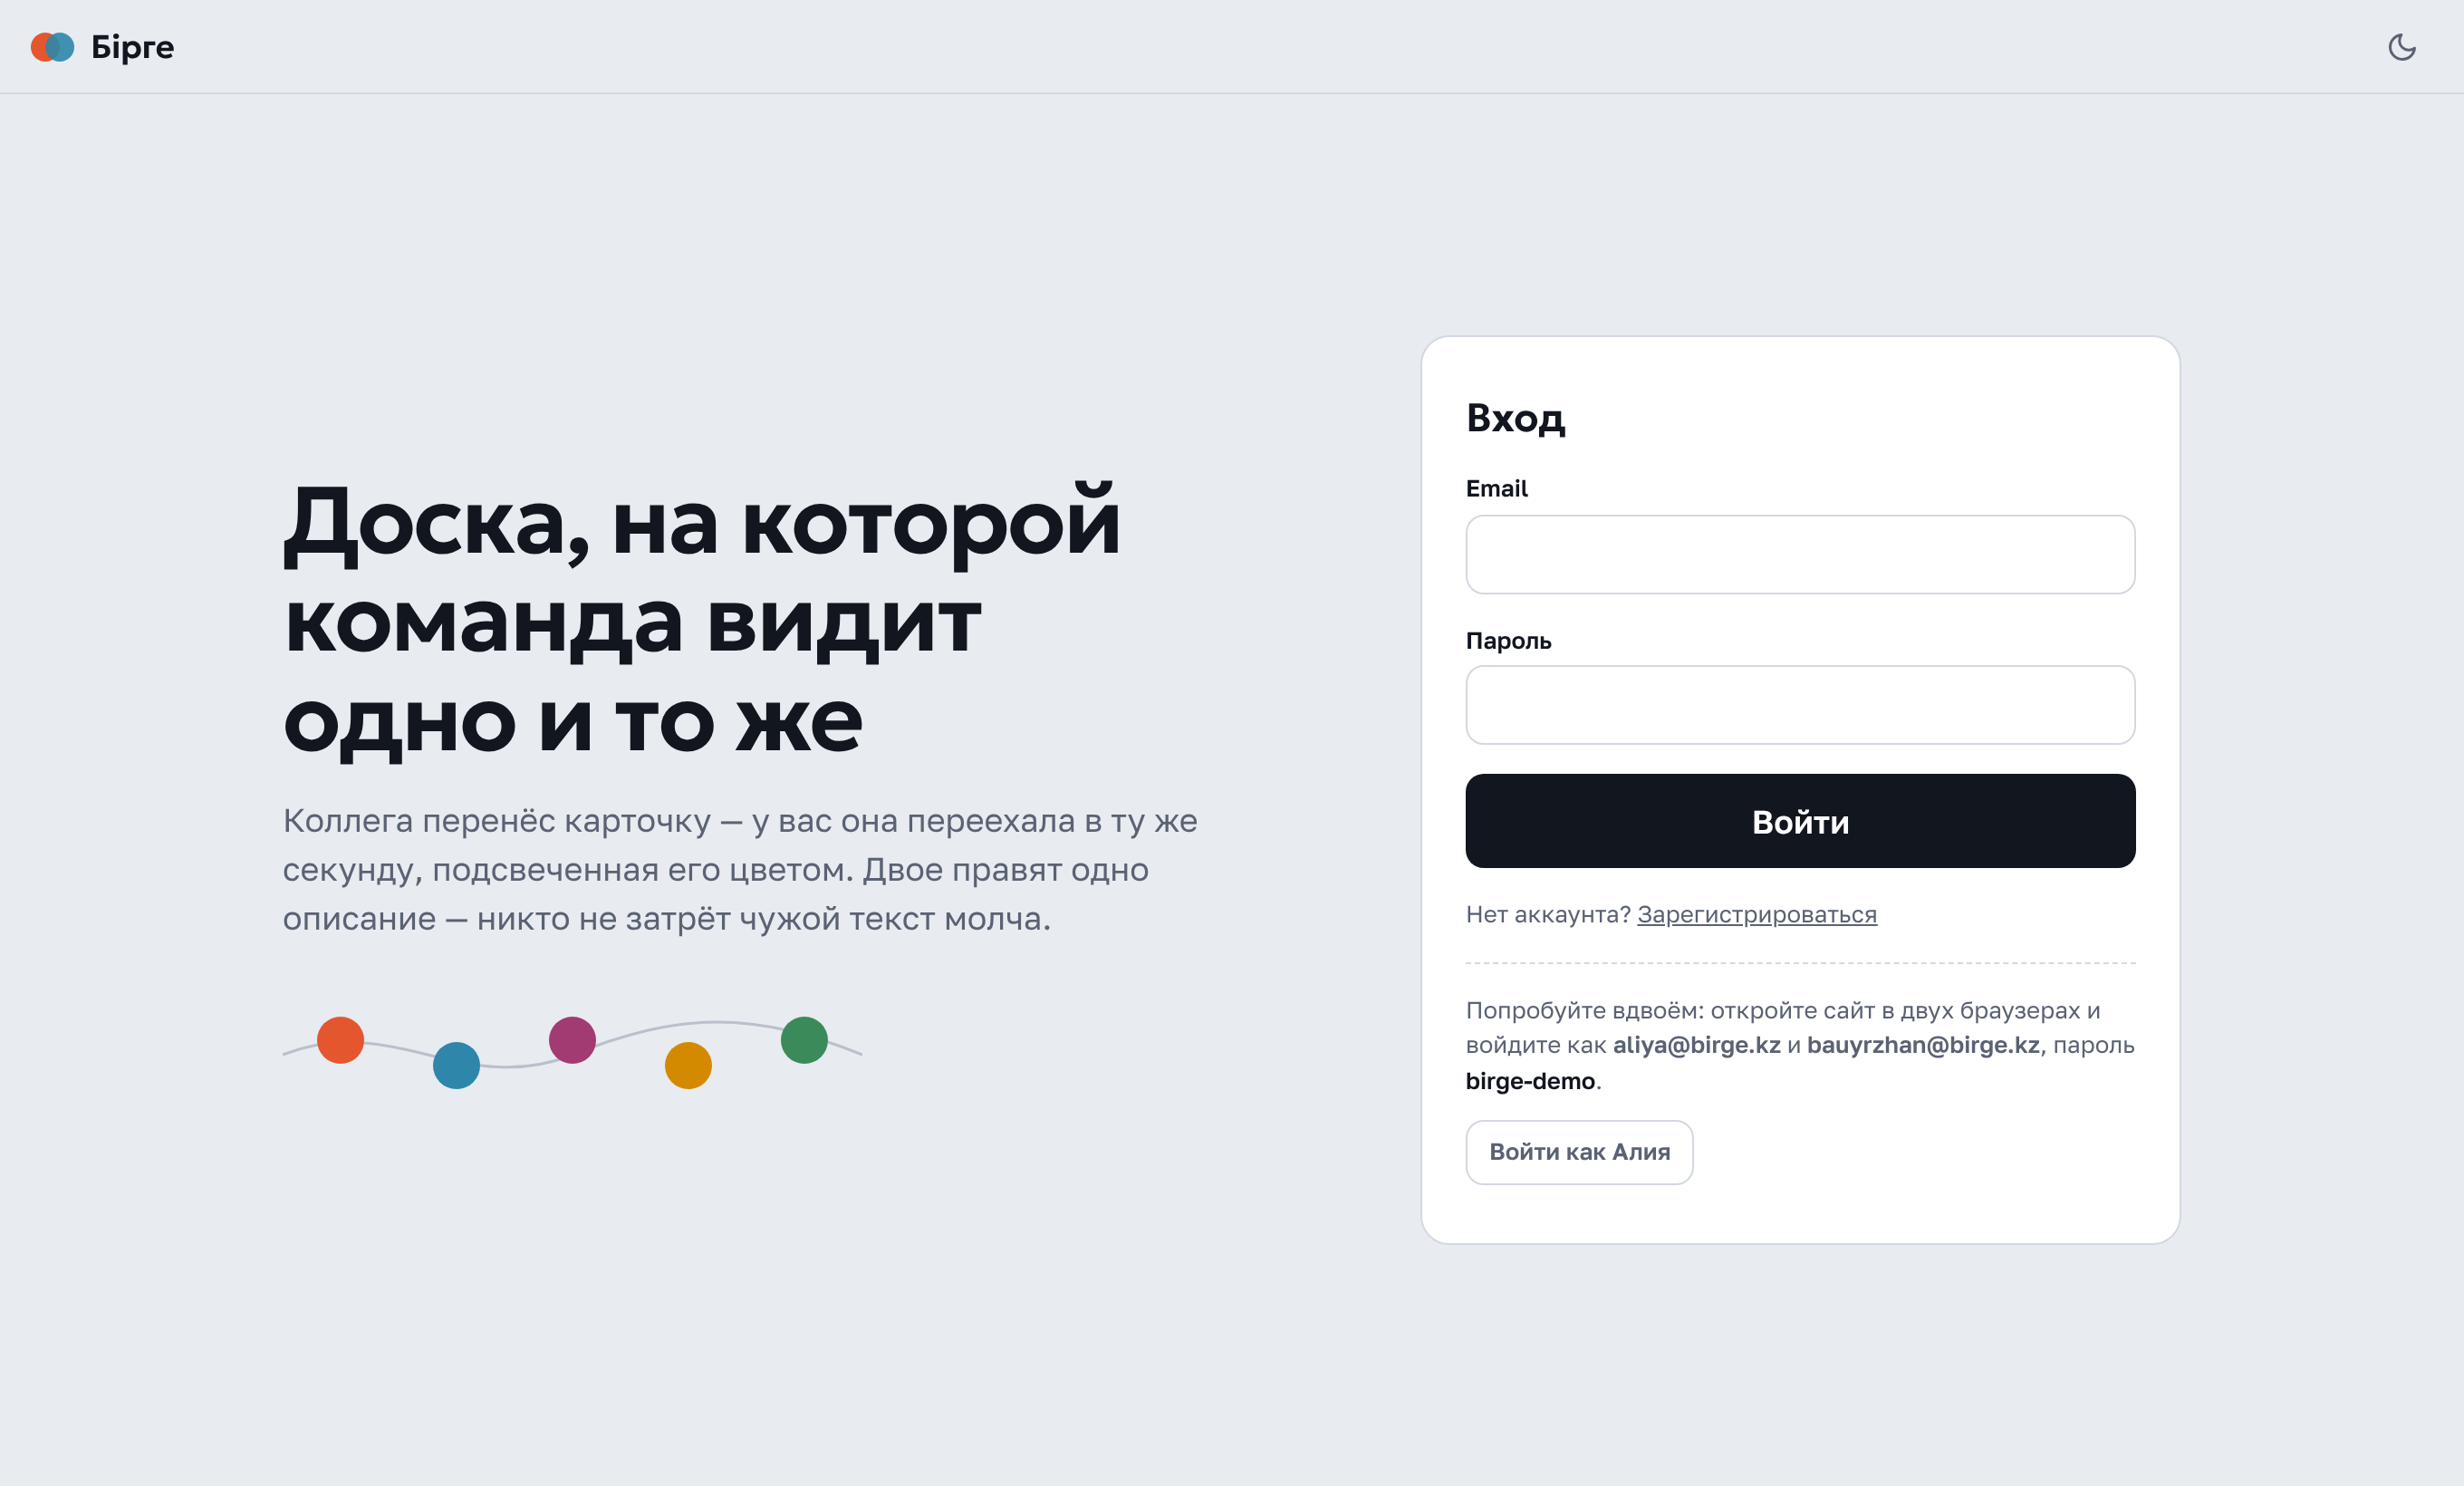 Бірге
Доска, на которой
команда видит
одно и то же
Коллега перенёс карточку — у вас она переехала в ту же
секунду, подсвеченная его цветом. Двое правят одно
описание — никто не затрёт чужой текст молча.
Вход
Email
Пароль
Войти
Нет аккаунта? Зарегистрироваться
Попробуйте вдвоём: откройте сайт в двух браузерах и
войдите как aliya@birge.kz и bauyrzhan@birge.kz, пароль
birge-demo.
Войти как Алия